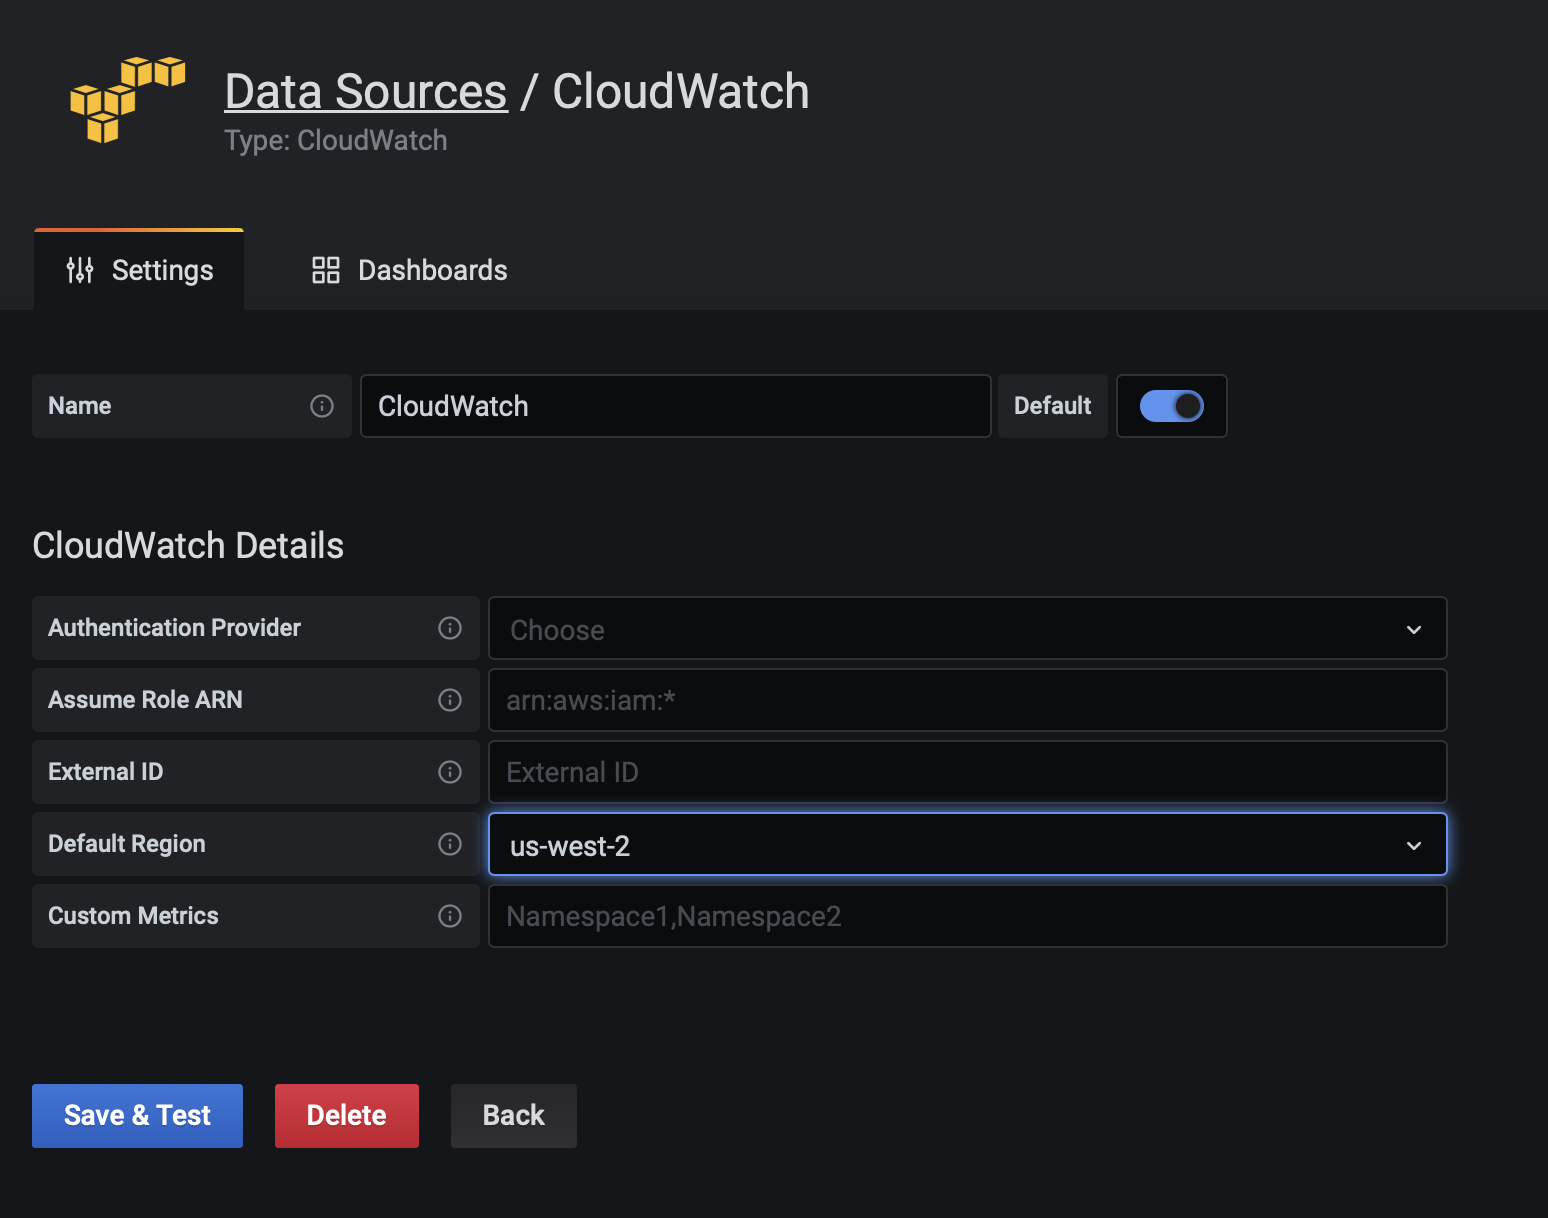 Data Sources / CloudWatch
Type: CloudWatch
Settings
Dashboards
Name
CloudWatch
Default
CloudWatch Details
Authentication Provider
Choose
Assume Role ARN
arn:aws:iam:*
External ID
External ID
Default Region
us-west-2
Custom Metrics
Namespace1,Namespace2
Save & Test
Delete
Back